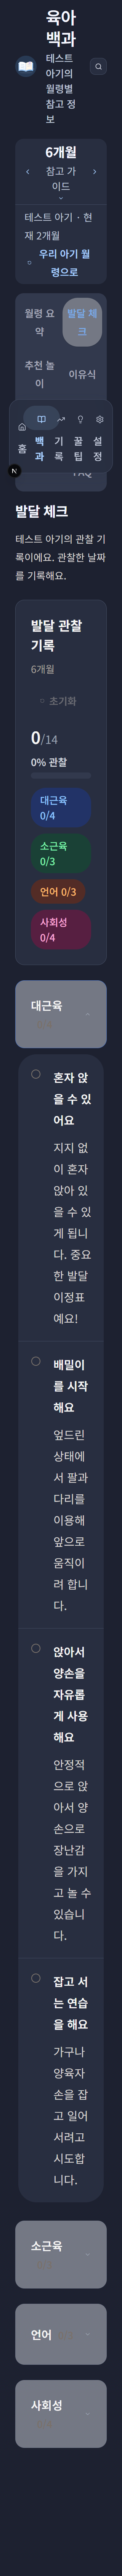 육아
백과
테스트
아기의
월령별
참고 정
보
6개월
참고 가
이드
테스트 아기 · 현
재 2개월
우리 아기 월
령으로
월령 요
약
발달 체
크
추천 놀
이
이유식
FAQ
홈
백
과
기
록
꿀
팁
설
정
N
발달 체크
테스트 아기의 관찰 기
록이에요. 관찰한 날짜
를 기록해요.
발달 관찰
기록
6개월
초기화
0/14
0% 관찰
대근육
0/4
소근육
0/3
언어 0/3
사회성
0/4
대근육
혼자 앉
을 수 있
어요
지지 없
이 혼자
앉아 있
을 수 있
게 됩니
다. 중요
한 발달
이정표
예요!
배밀이
를 시작
해요
엎드린
상태에
서 팔과
다리를
이용해
앞으로
움직이
려 합니
다.
앉아서
양손을
자유롭
게 사용
해요
안정적
으로 앉
아서 양
손으로
장난감
을 가지
고 놀 수
있습니
다.
잡고 서
는 연습
을 해요
가구나
양육자
손을 잡
고 일어
서려고
시도합
니다.
소근육
언어
사회성